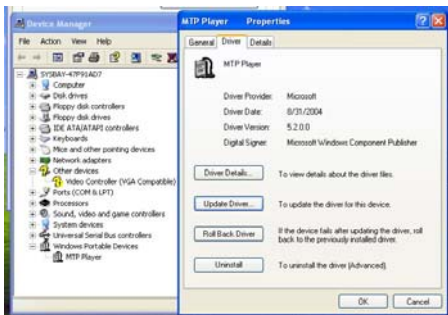 Device Manager
File Action View Help
SYSBAY-47F91AD7
Computer
Disk drives
Floppy disk controllers
Floppy disk drives
IDE ATA/ATAPI controllers
Keyboards
Mice and other pointing devices
Network adapters
Other devices
Video Controller (VGA Compatible)
Ports (COM & LPT)
Processors
Sound, video and game controllers
System devices
Universal Serial Bus controllers
Windows Portable Devices
MTP Player
MTP Player Properties
General Driver Details
MTP Player
Driver Provider: Microsoft
Driver Date: 8/31/2004
Driver Version: 5.2.0.0
Digital Signer: Microsoft Windows Component Publisher
Driver Details... To view details about the driver files.
Update Driver... To update the driver for this device.
Roll Back Driver If the device fails after updating the driver, roll
back to the previously installed driver.
Uninstall To uninstall the driver (Advanced).
OK Cancel